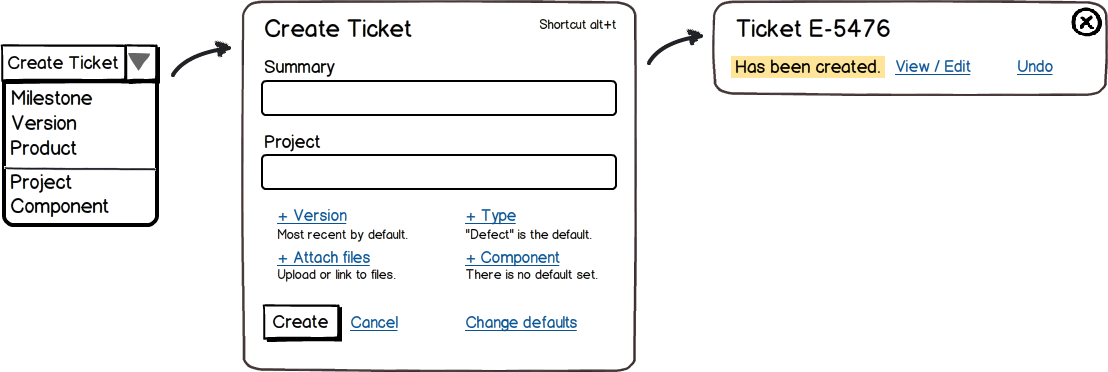 Create Ticket
Milestone
Version
Product
Project
Component
Create Ticket
Shortcut alt+t
Summary
Project
+ Version
Most recent by default.
+ Type
"Defect" is the default.
+ Attach files
Upload or link to files.
+ Component
There is no default set.
Create
Cancel
Change defaults
Ticket E-5476
Has been created.
View / Edit
Undo